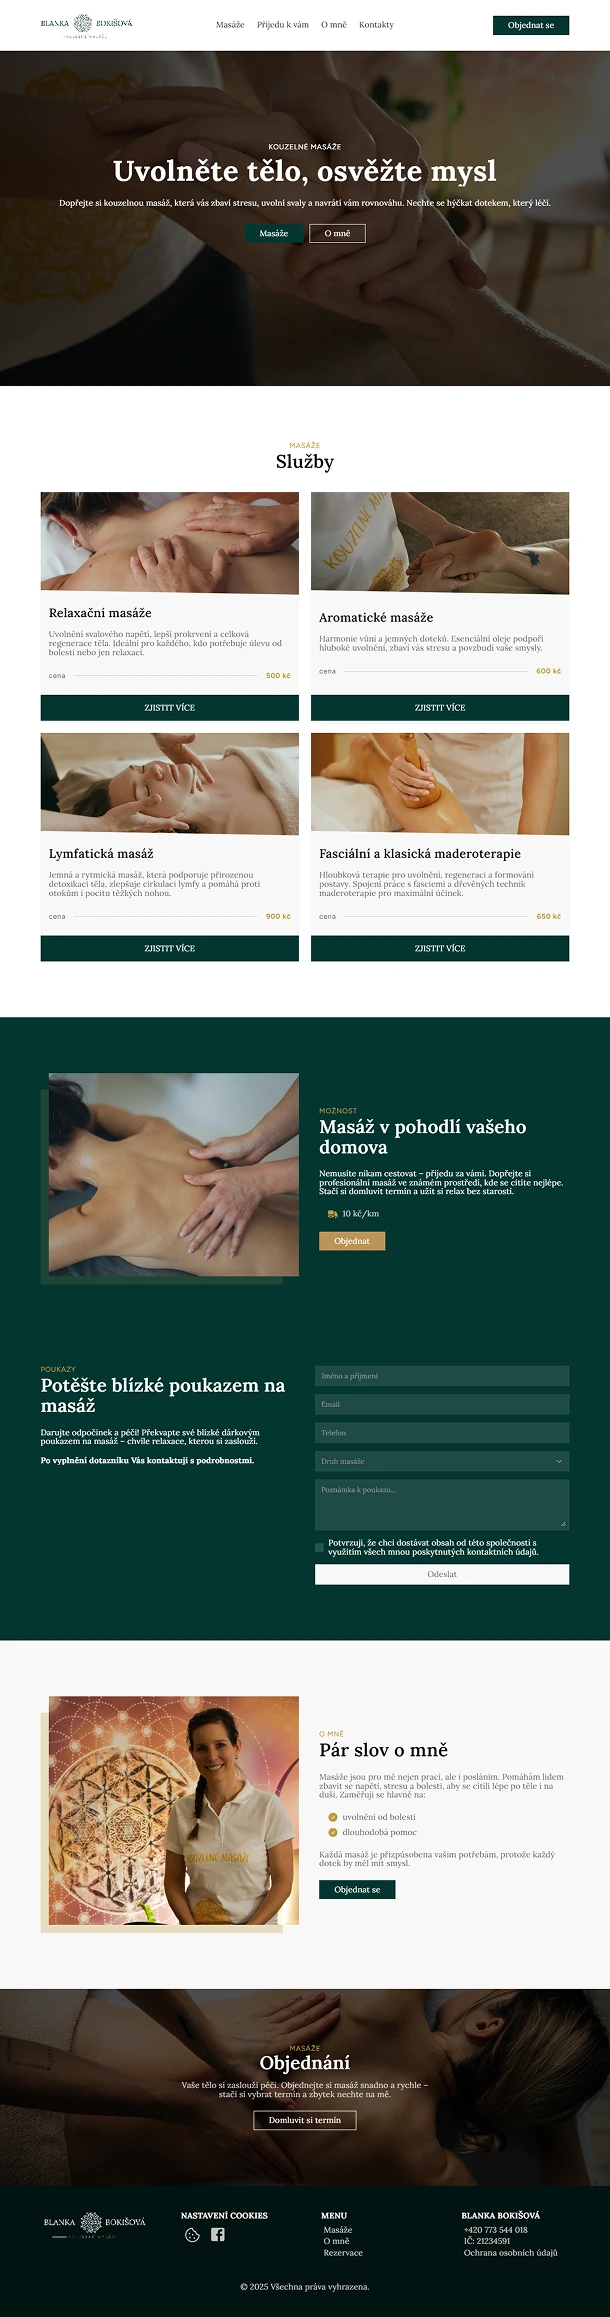 BLANKA BOKIŠOVÁ
Masáže Přijedu k vám O mně Kontakty
Objednat se
KOUZELNÉ MASÁŽE
Uvolněte tělo, osvěžte mysl
Dopřejte si kouzelnou masáž, která vás zbaví stresu, uvolní svaly a navrátí vám rovnováhu. Nechte se hýčkat dotekem, který léčí.
Masáže O mně
MASÁŽE
Služby
KOUZELNÉ
Relaxační masáže
Uvolnění svalového napětí, lepší prokrvení a celková
regenerace těla. Ideální pro každého, kdo potřebuje úlevu od
bolesti nebo jen relaxaci.
cena 500 kč
ZJISTIT VÍCE
Aromatické masáže
Harmonie vůní a jemných doteků. Esenciální oleje podpoří
hluboké uvolnění, zbaví vás stresu a povzbudí vaše smysly.
cena 600 kč
ZJISTIT VÍCE
Lymfatická masáž
Jemná a rytmická masáž, která podporuje přirozenou
detoxikaci těla, zlepšuje cirkulaci lymfy a pomáhá proti
otokům i pocitu těžkých nohou.
cena 900 kč
ZJISTIT VÍCE
Fasciální a klasická maderoterapie
Hloubková terapie pro uvolnění, regeneraci a formování
postavy. Spojení práce s fasciemi a dřevěných technik
maderoterapie pro maximální účinek.
cena 650 kč
ZJISTIT VÍCE
MOŽNOST
Masáž v pohodlí vašeho
domova
Nemusíte nikam cestovat – přijedu za vámi. Dopřejte si
profesionální masáž ve známém prostředí, kde se cítíte nejlépe.
Stačí si domluvit termín a užít si relax bez starostí.
10 kč/km
Objednat
POUKAZY
Potěšte blízké poukazem na
masáž
Darujte odpočinek a péči! Překvapte své blízké dárkovým
poukazem na masáž – chvíle relaxace, kterou si zaslouží.
Po vyplnění dotazníku Vás kontaktuji s podrobnostmi.
Jméno a příjmení
Email
Telefon
Druh masáže
Poznámka k poukazu...
Potvrzuji, že chci dostávat obsah od této společnosti s
využitím všech mnou poskytnutých kontaktních údajů.
Odeslat
KOUZELNÉ MASÁŽE
O MNĚ
Pár slov o mně
Masáže jsou pro mě nejen prací, ale i posláním. Pomáhám lidem
zbavit se napětí, stresu a bolesti, aby se cítili lépe po těle i na
duši. Zaměřuji se hlavně na:
uvolnění od bolesti
dlouhodobá pomoc
Každá masáž je přizpůsobena vašim potřebám, protože každý
dotek by měl mít smysl.
Objednat se
MASÁŽE
Objednání
Vaše tělo si zaslouží péči. Objednejte si masáž snadno a rychle –
stačí si vybrat termín a zbytek nechte na mě.
Domluvit si termín
BLANKA BOKIŠOVÁ
NASTAVENÍ COOKIES
MENU
Masáže
O mně
Rezervace
BLANKA BOKIŠOVÁ
+420 773 544 018
IČ: 21234591
Ochrana osobních údajů
© 2025 Všechna práva vyhrazena.